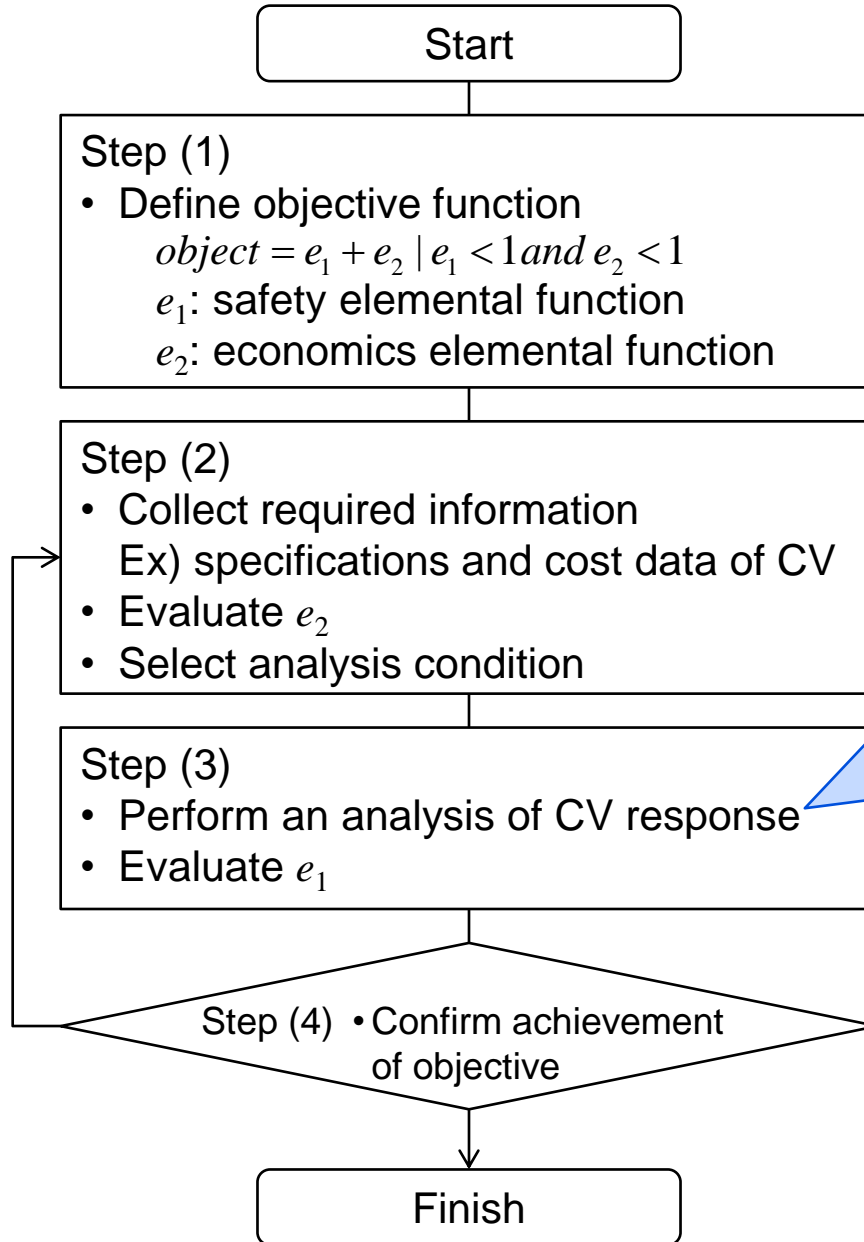 Start
Step (1)
• Define objective function
object = e₁ + e₂ | e₁ < 1and e₂ < 1
e₁: safety elemental function
e₂: economics elemental function
Step (2)
• Collect required information
Ex) specifications and cost data of CV
• Evaluate e₂
• Select analysis condition
Step (3)
• Perform an analysis of CV response
• Evaluate e₁
Step (4) • Confirm achievement
of objective
Finish